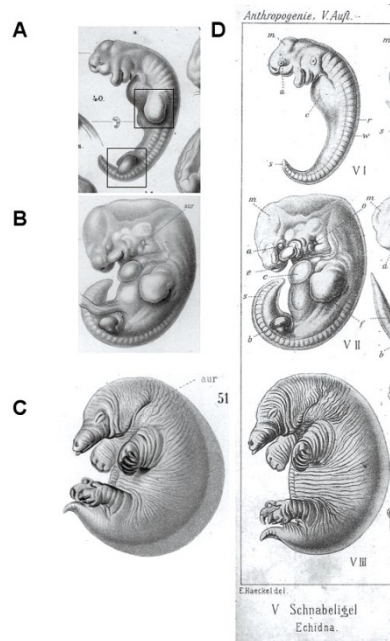 A
B
C
D
40.
aur
aur
51
Anthropogenie, V. Aufl.
m
c
r
w
s
s
VI
m
m
o
a
e
c
s
b
f
b
VII
VIII
E.Haeckel del.
V Schnabeligel
Echidna.